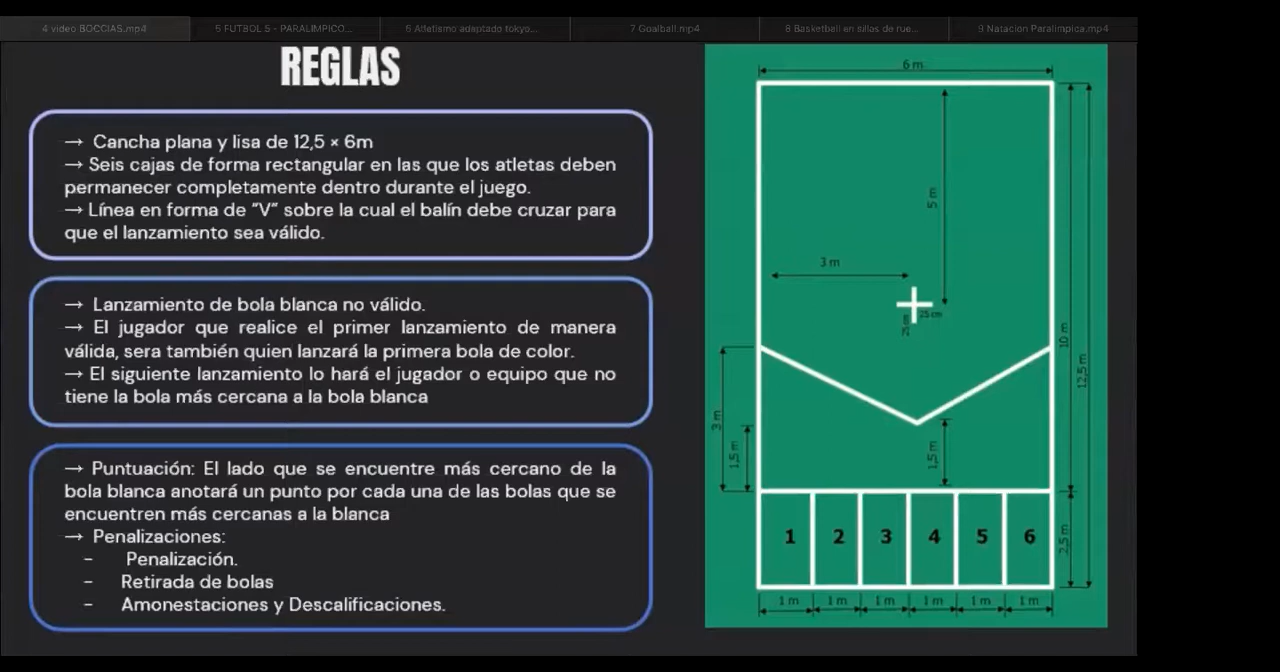 4 video BOCCIAS.mp4
5 FUTBOL 5 - PARALIMPICO...
6 Atletismo adaptado tokyo...
7 Goalball.mp4
8 Basketball en sillas de rue...
9 Natacion Paralimpica.mp4
REGLAS
→ Cancha plana y lisa de 12,5 × 6m
→ Seis cajas de forma rectangular en las que los atletas deben
permanecer completamente dentro durante el juego.
→ Línea en forma de “V” sobre la cual el balín debe cruzar para
que el lanzamiento sea válido.
→ Lanzamiento de bola blanca no válido.
→ El jugador que realice el primer lanzamiento de manera
válida, sera también quien lanzará la primera bola de color.
→ El siguiente lanzamiento lo hará el jugador o equipo que no
tiene la bola más cercana a la bola blanca
→ Puntuación: El lado que se encuentre más cercano de la
bola blanca anotará un punto por cada una de las bolas que se
encuentren más cercanas a la blanca
→ Penalizaciones:
- Penalización.
- Retirada de bolas
- Amonestaciones y Descalificaciones.
6 m
5 m
3 m
25 cm
25 cm
10 m
12,5 m
3 m
1,5 m
1,5 m
1 2 3 4 5 6
2,5 m
1 m 1 m 1 m 1 m 1 m 1 m